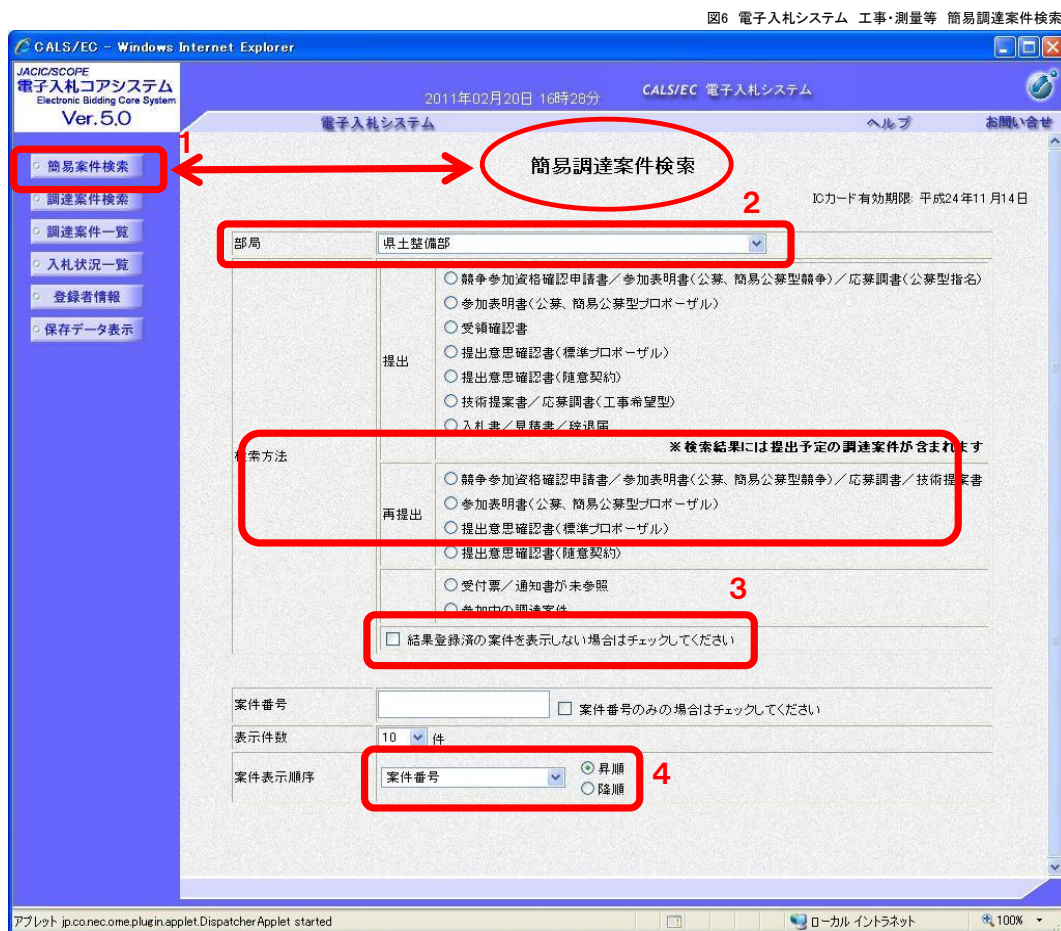 図6 電子入札システム 工事・測量等 簡易調達案件検索
CALS/EC - Windows Internet Explorer
JACIC/SCOPE
電子入札コアシステム
Electronic Bidding Core System
Ver.5.0
2011年02月20日 16時28分
CALS/EC 電子入札システム
電子入札システム
ヘルプ
お問い合せ
1
簡易案件検索
調達案件検索
調達案件一覧
入札状況一覧
登録者情報
保存データ表示
簡易調達案件検索
ICカード有効期限: 平成24年11月14日
2
部局 県土整備部
検索方法
提出
競争参加資格確認申請書/参加表明書(公募、簡易公募型競争)/応募調書(公募型指名)
参加表明書(公募、簡易公募型プロポーザル)
受領確認書
提出意思確認書(標準プロポーザル)
提出意思確認書(随意契約)
技術提案書/応募調書(工事希望型)
入札書/見積書/辞退届
※検索結果には提出予定の調達案件が含まれます
再提出
競争参加資格確認申請書/参加表明書(公募、簡易公募型競争)/応募調書/技術提案書
参加表明書(公募、簡易公募型プロポーザル)
提出意思確認書(標準プロポーザル)
提出意思確認書(随意契約)
受付票/通知書が未参照
参加中の調達案件
3
結果登録済の案件を表示しない場合はチェックしてください
案件番号 案件番号のみの場合はチェックしてください
表示件数 10 件
案件表示順序 案件番号 昇順
降順
4
アプレット jp.co.nec.ome.plugin.applet.DispatcherApplet started
ローカル イントラネット
100%